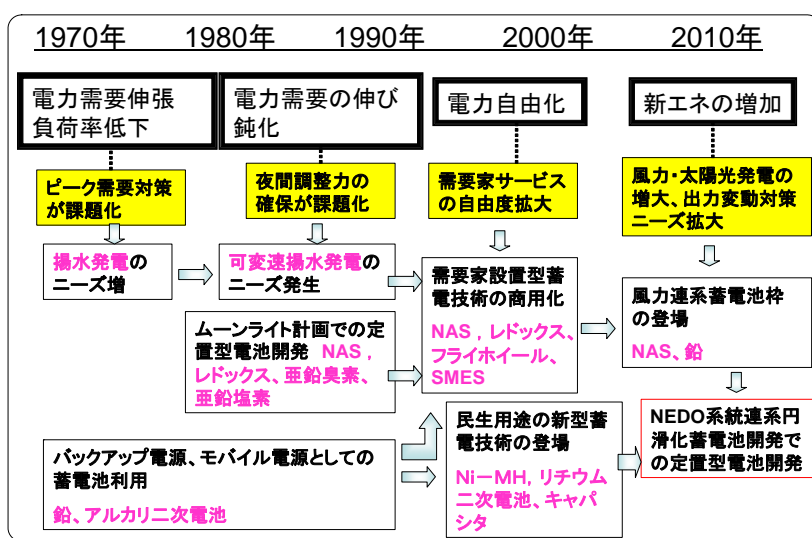 1970年 1980年 1990年 2000年 2010年
電力需要伸張
負荷率低下
電力需要の伸び
鈍化
電力自由化
新エネの増加
ピーク需要対策
が課題化
夜間調整力の
確保が課題化
需要家サービス
の自由度拡大
風力・太陽光発電の
増大、出力変動対策
ニーズ拡大
揚水発電の
ニーズ増
可変速揚水発電の
ニーズ発生
需要家設置型蓄
電技術の商用化
NAS , レドックス、
フライホイール、
SMES
風力連系蓄電池枠
の登場
NAS、鉛
ムーンライト計画での定
置型電池開発 NAS ,
レドックス、亜鉛臭素、
亜鉛塩素
バックアップ電源、モバイル電源としての
蓄電池利用
鉛、アルカリ二次電池
民生用途の新型蓄
電技術の登場
Ni－MH, リチウム
二次電池、キャパ
シタ
NEDO系統連系円
滑化蓄電池開発で
の定置型電池開発